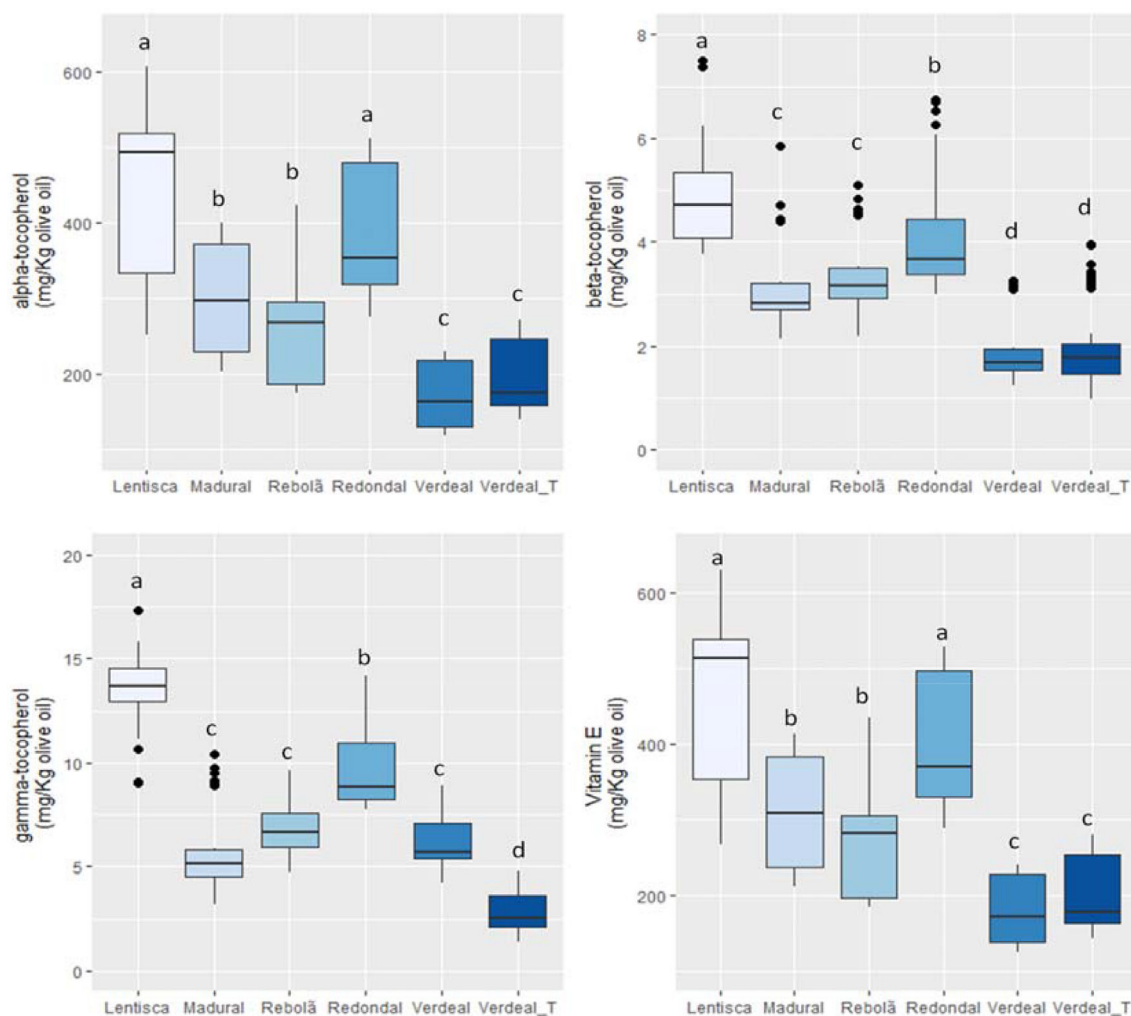 alpha-tocopherol
(mg/Kg olive oil)
600
400
200
a
b
b
a
c
c
Lentisca Madural Rebolã Redondal Verdeal Verdeal_T
beta-tocopherol
(mg/Kg olive oil)
8
6
4
2
0
a
c
c
b
d
d
Lentisca Madural Rebolã Redondal Verdeal Verdeal_T
gamma-tocopherol
(mg/Kg olive oil)
20
15
10
5
0
a
c
c
b
c
d
Lentisca Madural Rebolã Redondal Verdeal Verdeal_T
Vitamin E
(mg/Kg olive oil)
600
400
200
a
b
b
a
c
c
Lentisca Madural Rebolã Redondal Verdeal Verdeal_T